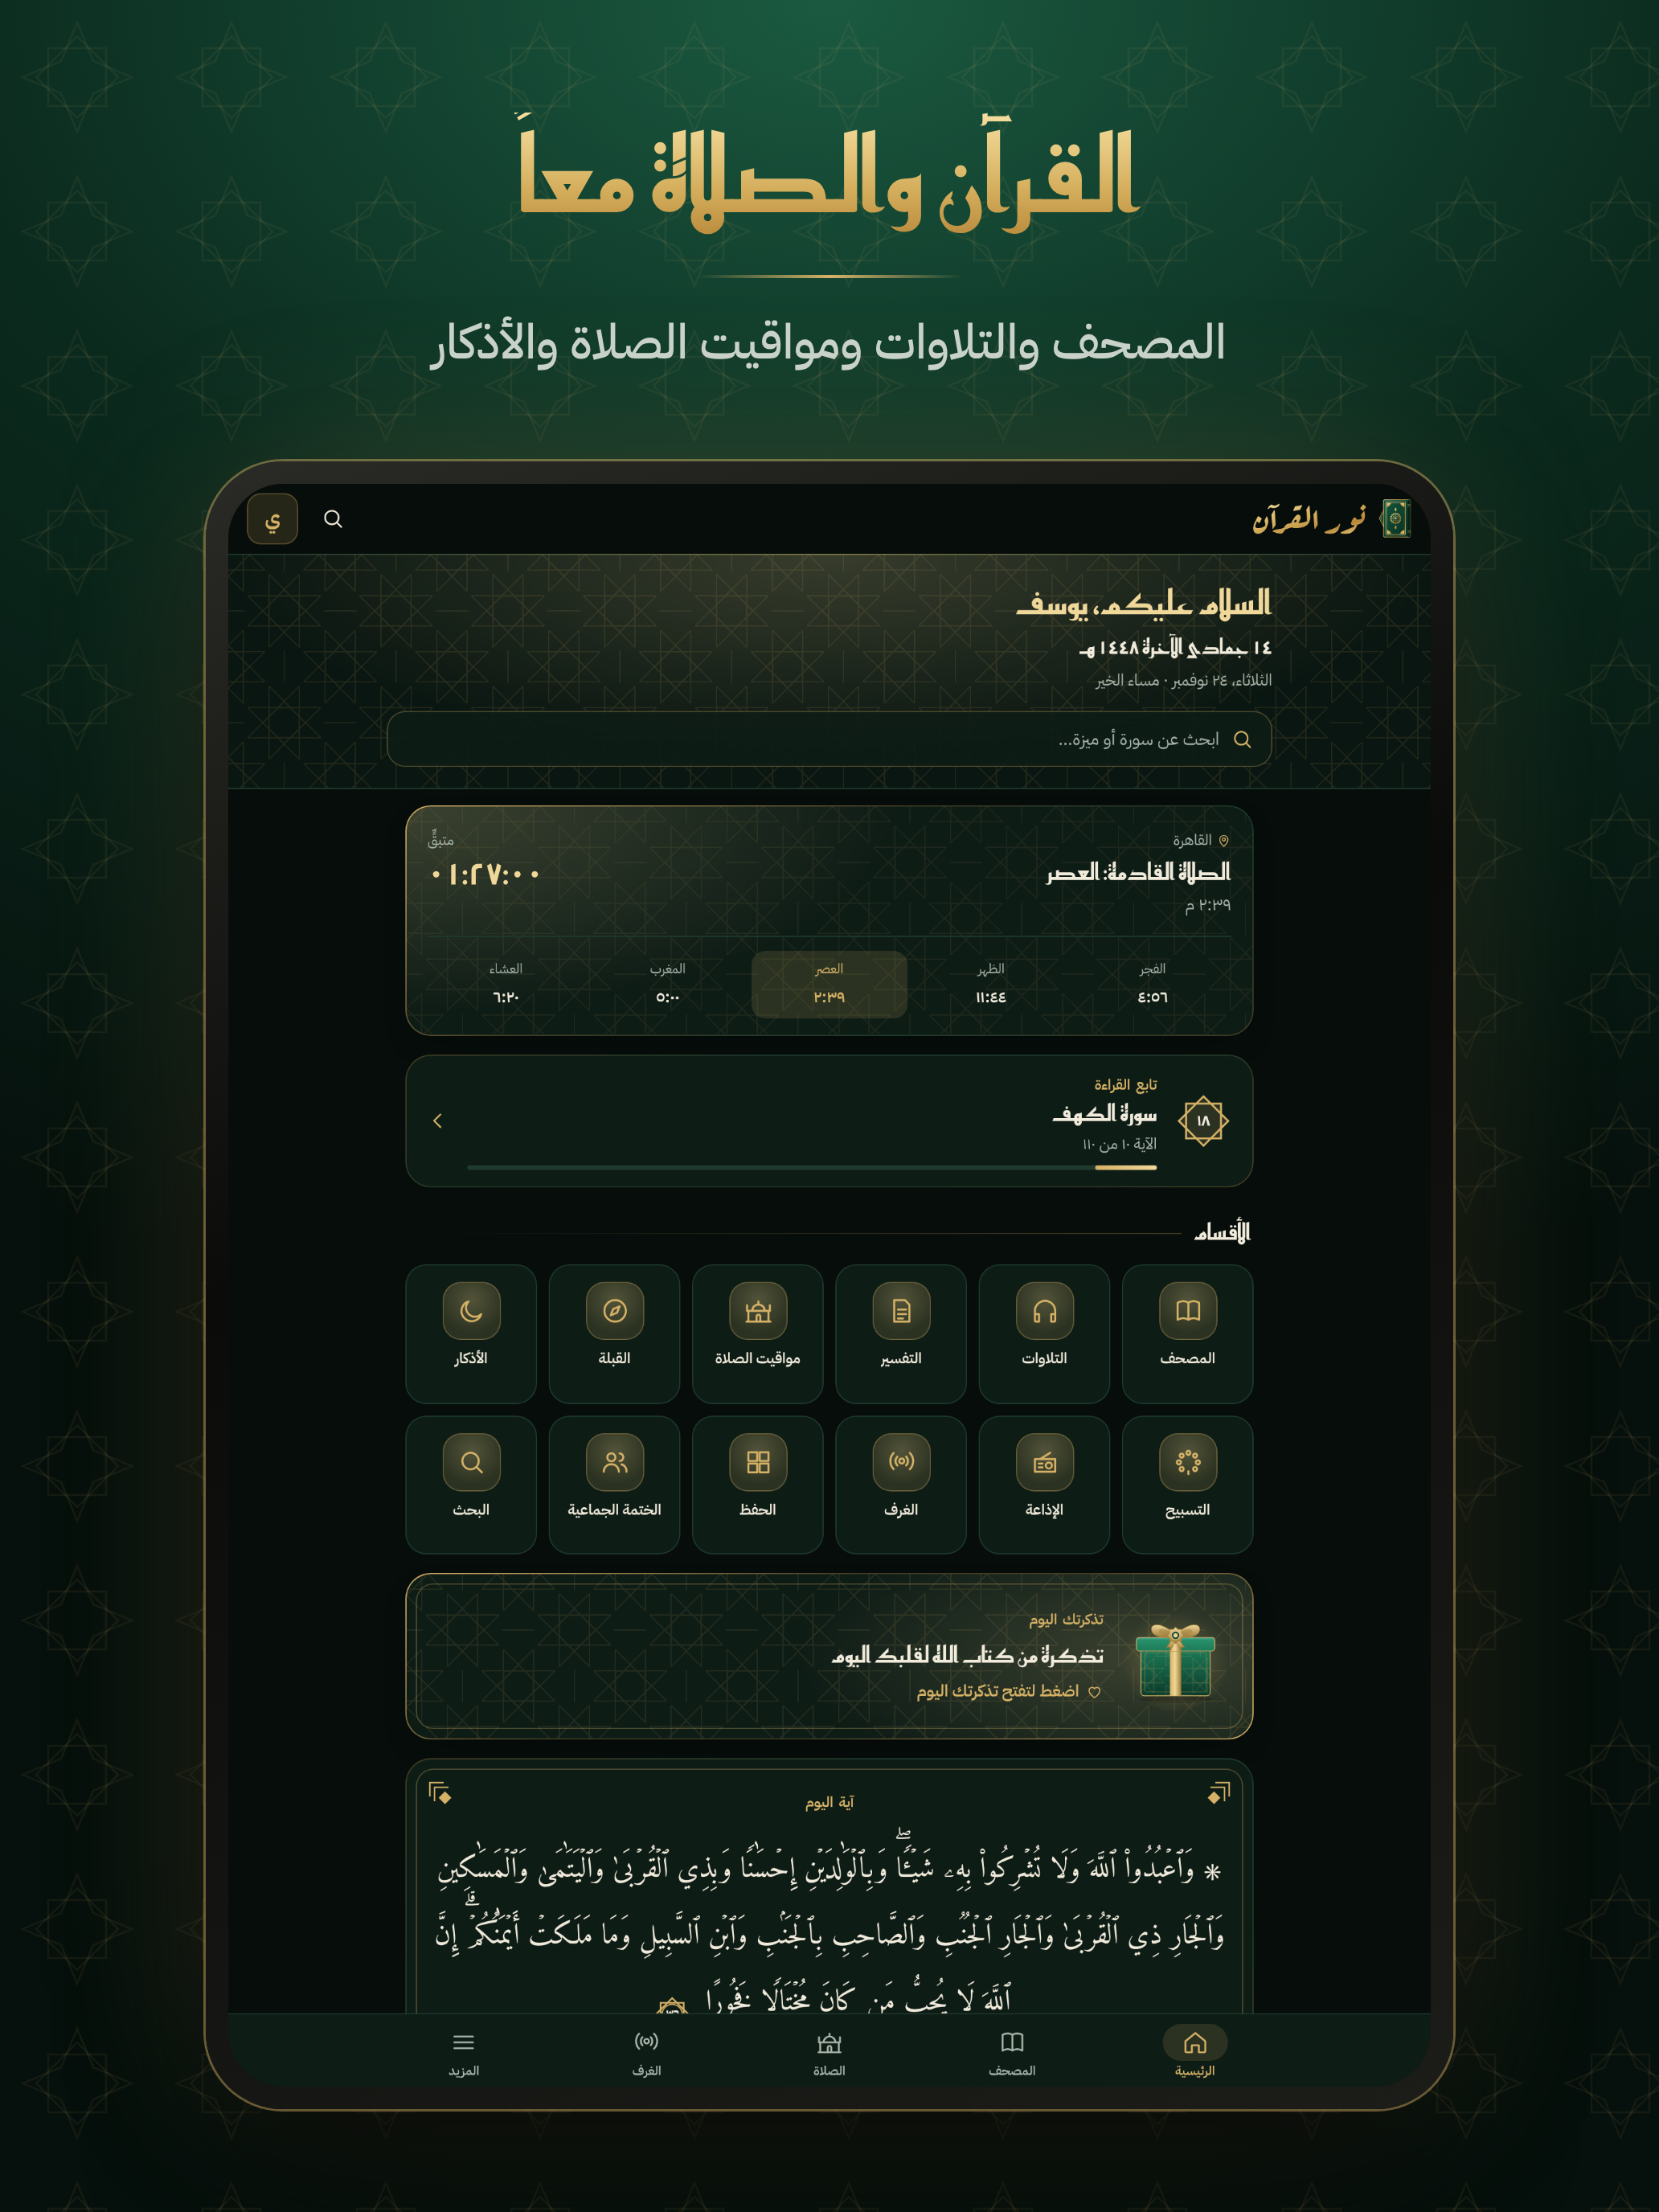 القرآن والصلاة معاً
المصحف والتلاوات ومواقيت الصلاة والأذكار
نور القرآن
ي
السلام عليكم، يوسف
١٤ جمادى الآخرة ١٤٤٨ هـ
الثلاثاء، ٢٤ نوفمبر · مساء الخير
ابحث عن سورة أو ميزة...
القاهرة
متبقٍّ
الصلاة القادمة: العصر
٠١:٢٧:٠٠
٢:٣٩ م
الفجر الظهر العصر المغرب العشاء
٤:٥٦ ١١:٤٤ ٢:٣٩ ٥:٠٠ ٦:٢٠
تابع القراءة
١٨
سورة الكهف
الآية ١٠ من ١١٠
الأقسام
المصحف التلاوات التفسير مواقيت الصلاة القبلة الأذكار
التسبيح الإذاعة الغرف الحفظ الختمة الجماعية البحث
تذكرتك اليوم
تذكرة من كتاب الله لقلبك اليوم
اضغط لتفتح تذكرتك اليوم
آية اليوم
۞ وَٱعۡبُدُواْ ٱللَّهَ وَلَا تُشۡرِكُواْ بِهِۦ شَيۡـٔٗاۖ وَبِٱلۡوَٰلِدَيۡنِ إِحۡسَٰنٗا وَبِذِي ٱلۡقُرۡبَىٰ وَٱلۡيَتَٰمَىٰ وَٱلۡمَسَٰكِينِ
وَٱلۡجَارِ ذِي ٱلۡقُرۡبَىٰ وَٱلۡجَارِ ٱلۡجُنُبِ وَٱلصَّاحِبِ بِٱلۡجَنۢبِ وَٱبۡنِ ٱلسَّبِيلِ وَمَا مَلَكَتۡ أَيۡمَٰنُكُمۡۗ إِنَّ
ٱللَّهَ لَا يُحِبُّ مَن كَانَ مُخۡتَالٗا فَخُورًا
الرئيسية المصحف الصلاة الغرف المزيد